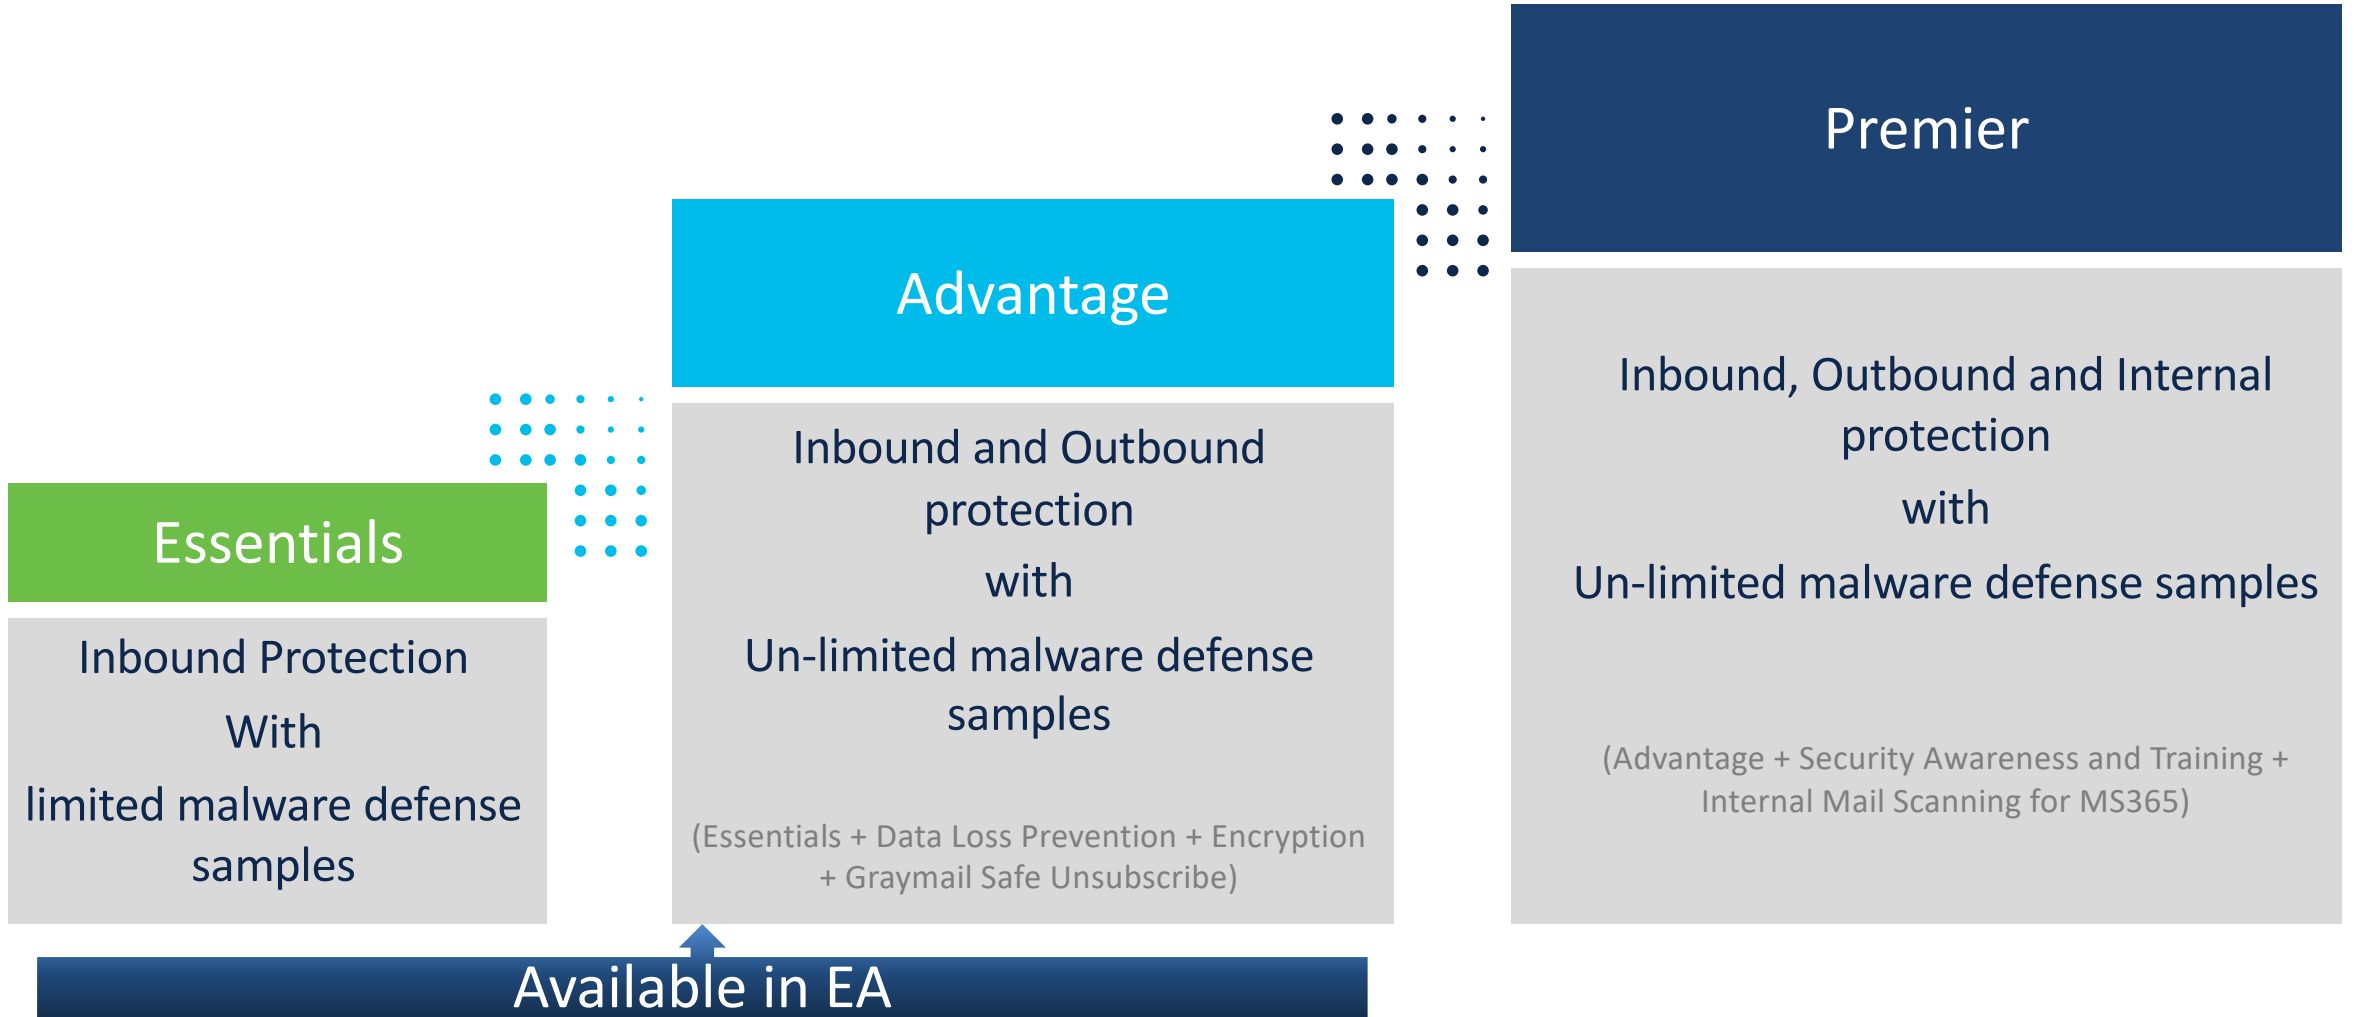 Essentials
Inbound Protection
With
limited malware defense
samples
Advantage
Inbound and Outbound
protection
with
Un-limited malware defense
samples
(Essentials + Data Loss Prevention + Encryption
+ Graymail Safe Unsubscribe)
Premier
Inbound, Outbound and Internal
protection
with
Un-limited malware defense samples
(Advantage + Security Awareness and Training +
Internal Mail Scanning for MS365)
Available in EA